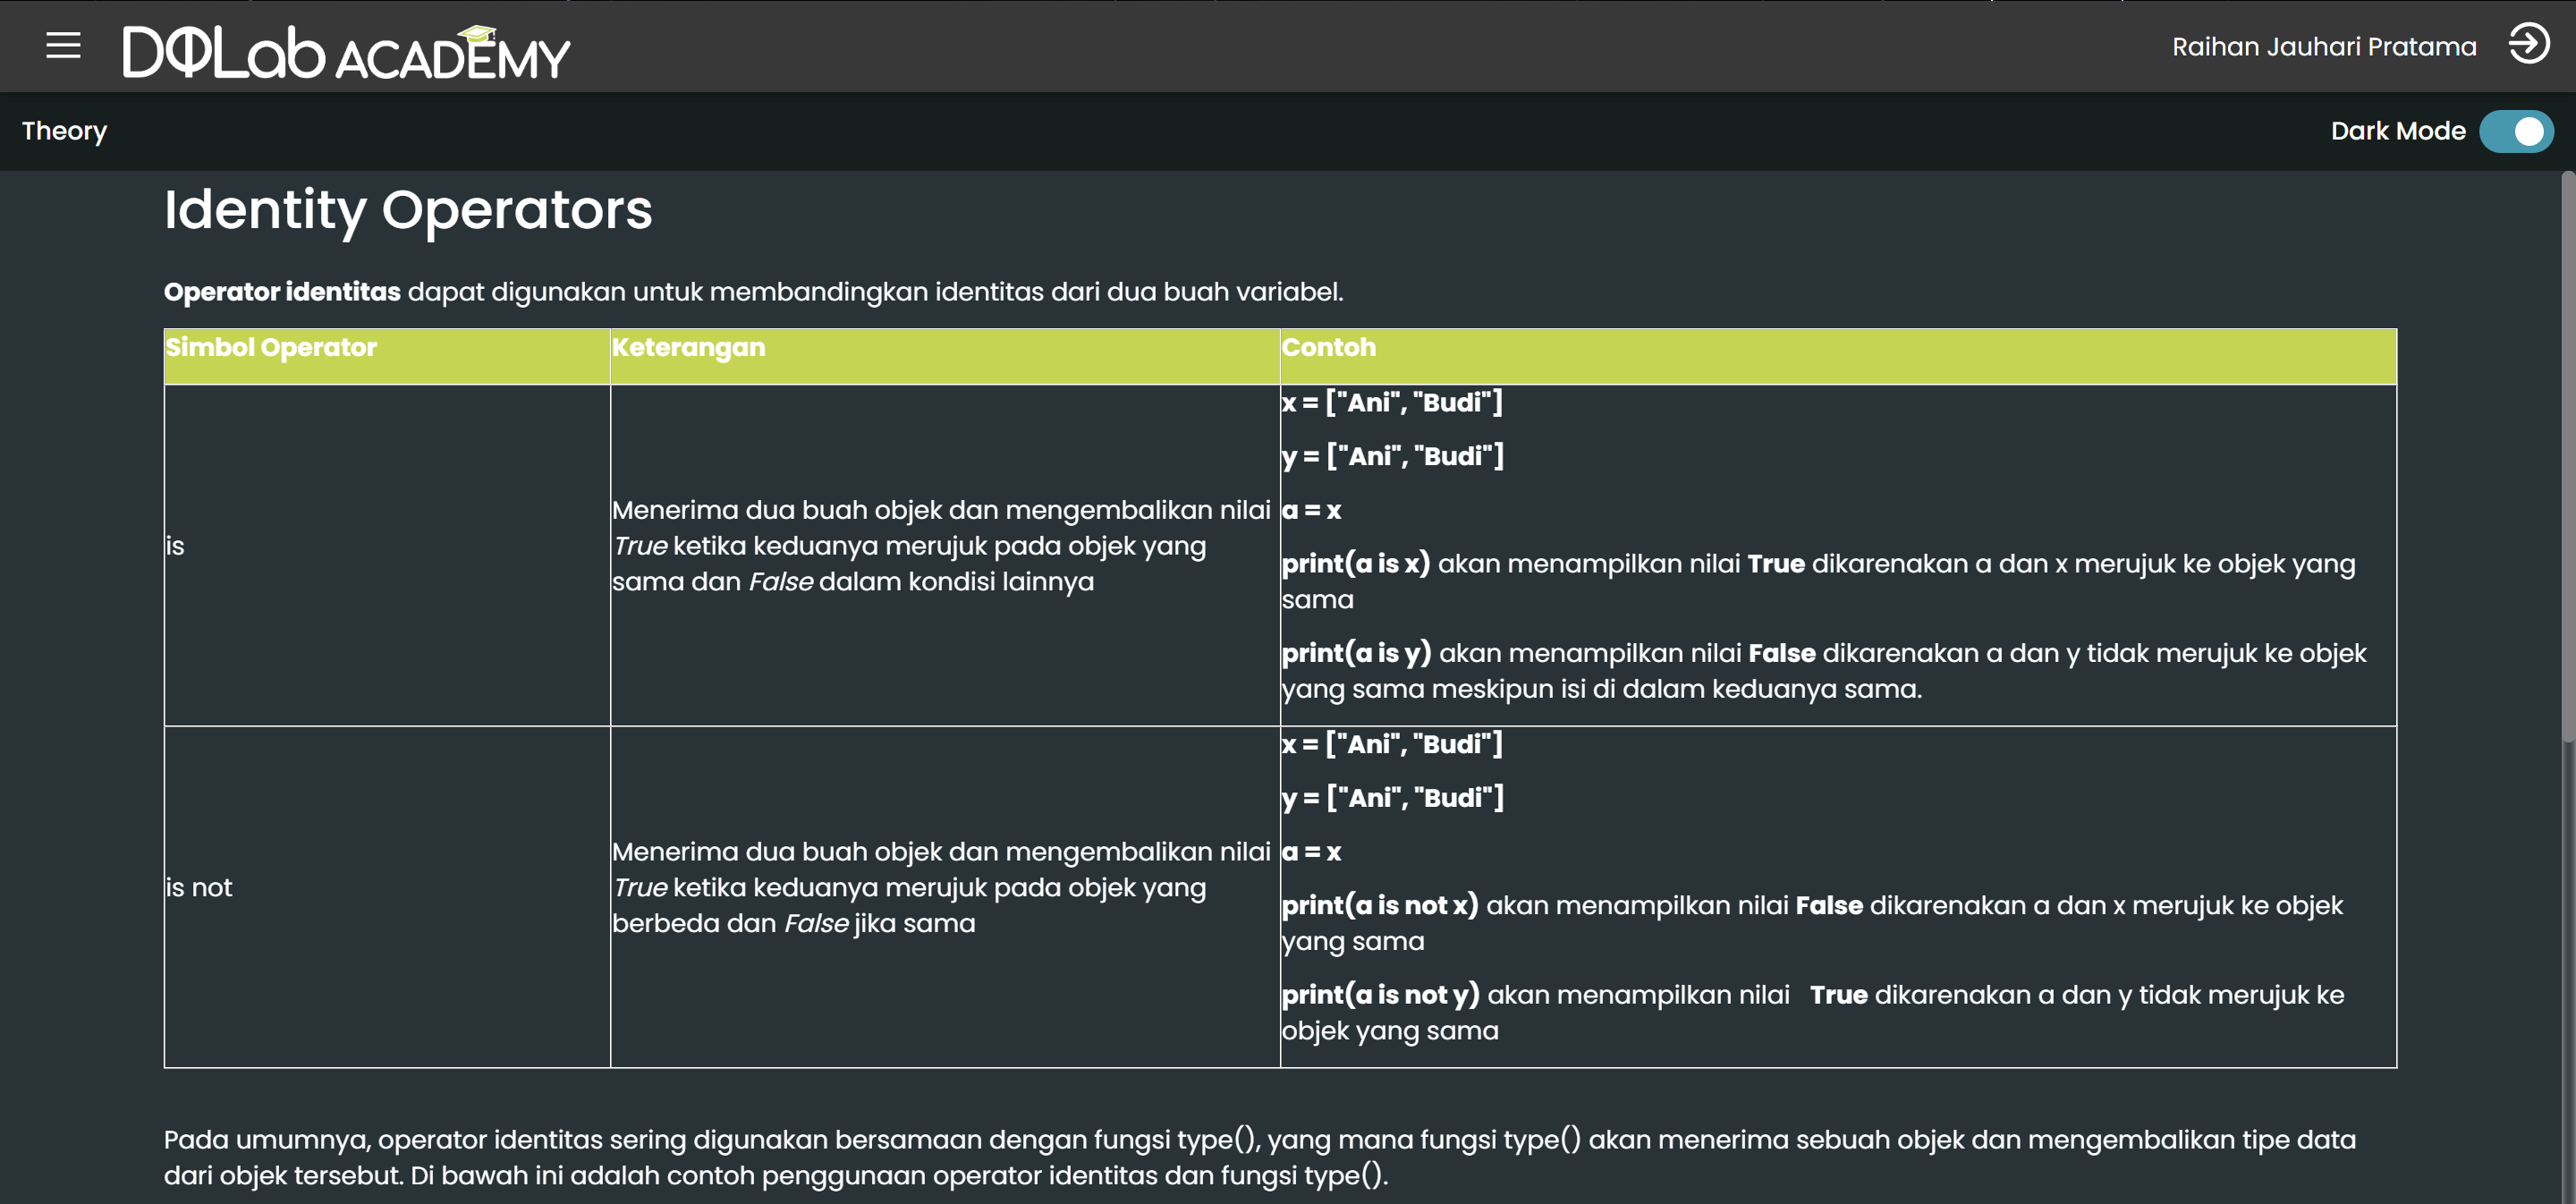 DQLab ACADEMY
Raihan Jauhari Pratama
Theory
Dark Mode
Identity Operators
Operator identitas dapat digunakan untuk membandingkan identitas dari dua buah variabel.
Simbol Operator
Keterangan
Contoh
is
Menerima dua buah objek dan mengembalikan nilai
True ketika keduanya merujuk pada objek yang
sama dan False dalam kondisi lainnya
x = ["Ani", "Budi"]
y = ["Ani", "Budi"]
a = x
print(a is x) akan menampilkan nilai True dikarenakan a dan x merujuk ke objek yang
sama
print(a is y) akan menampilkan nilai False dikarenakan a dan y tidak merujuk ke objek
yang sama meskipun isi di dalam keduanya sama.
is not
Menerima dua buah objek dan mengembalikan nilai
True ketika keduanya merujuk pada objek yang
berbeda dan False jika sama
x = ["Ani", "Budi"]
y = ["Ani", "Budi"]
a = x
print(a is not x) akan menampilkan nilai False dikarenakan a dan x merujuk ke objek
yang sama
print(a is not y) akan menampilkan nilai True dikarenakan a dan y tidak merujuk ke
objek yang sama
Pada umumnya, operator identitas sering digunakan bersamaan dengan fungsi type(), yang mana fungsi type() akan menerima sebuah objek dan mengembalikan tipe data
dari objek tersebut. Di bawah ini adalah contoh penggunaan operator identitas dan fungsi type().